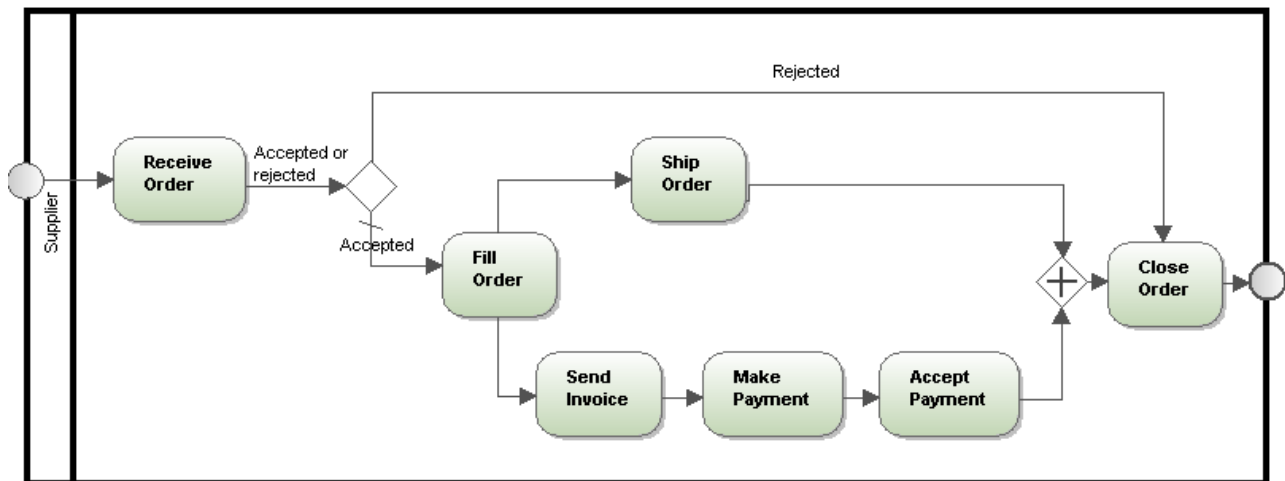 Supplier
Receive
Order
Accepted or
rejected
Rejected
Accepted
Fill
Order
Ship
Order
Send
Invoice
Make
Payment
Accept
Payment
Close
Order